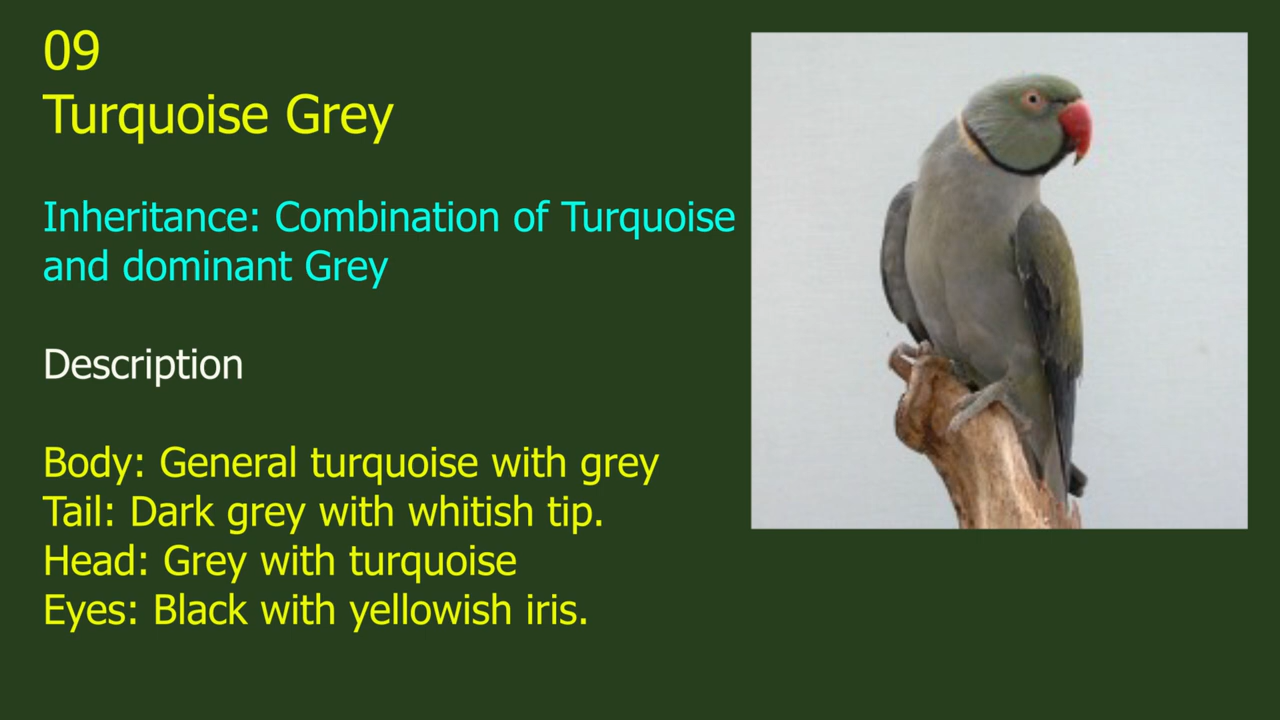 09
Turquoise Grey
Inheritance: Combination of Turquoise
and dominant Grey
Description
Body: General turquoise with grey
Tail: Dark grey with whitish tip.
Head: Grey with turquoise
Eyes: Black with yellowish iris.